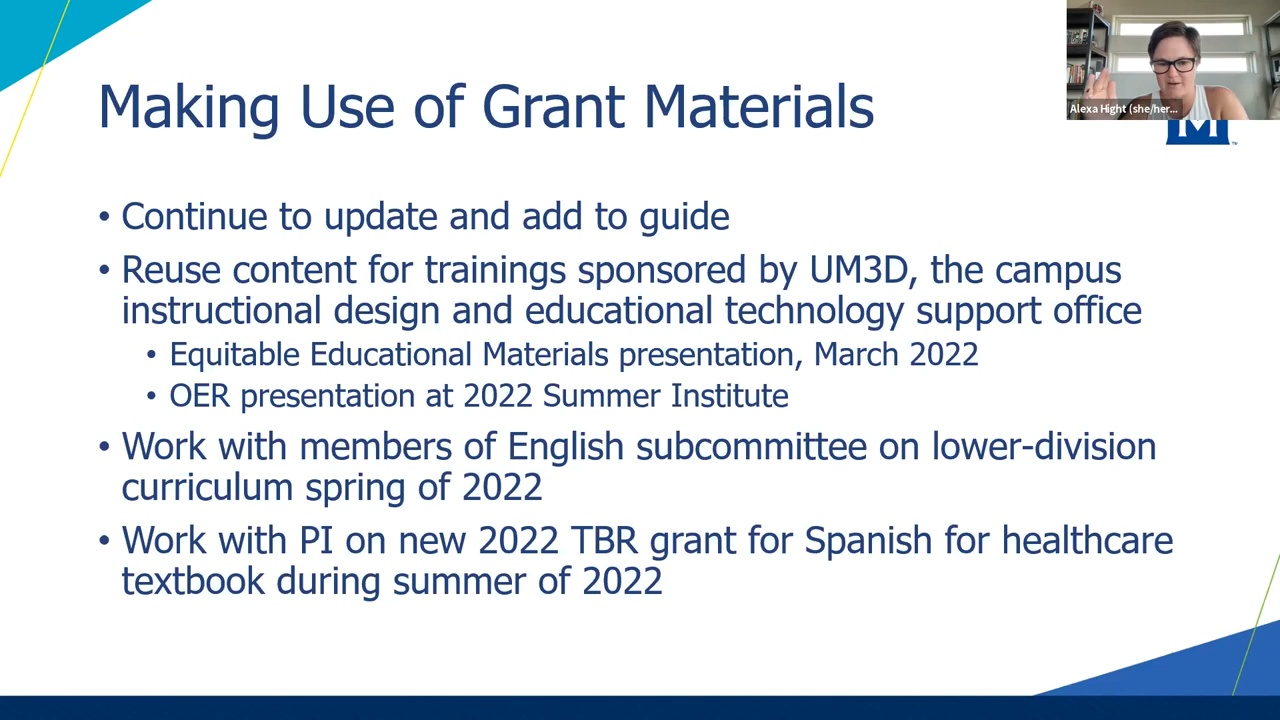 Alexa Hight (she/her...
M
™
Making Use of Grant Materials
• Continue to update and add to guide
• Reuse content for trainings sponsored by UM3D, the campus
instructional design and educational technology support office
• Equitable Educational Materials presentation, March 2022
• OER presentation at 2022 Summer Institute
• Work with members of English subcommittee on lower-division
curriculum spring of 2022
• Work with PI on new 2022 TBR grant for Spanish for healthcare
textbook during summer of 2022